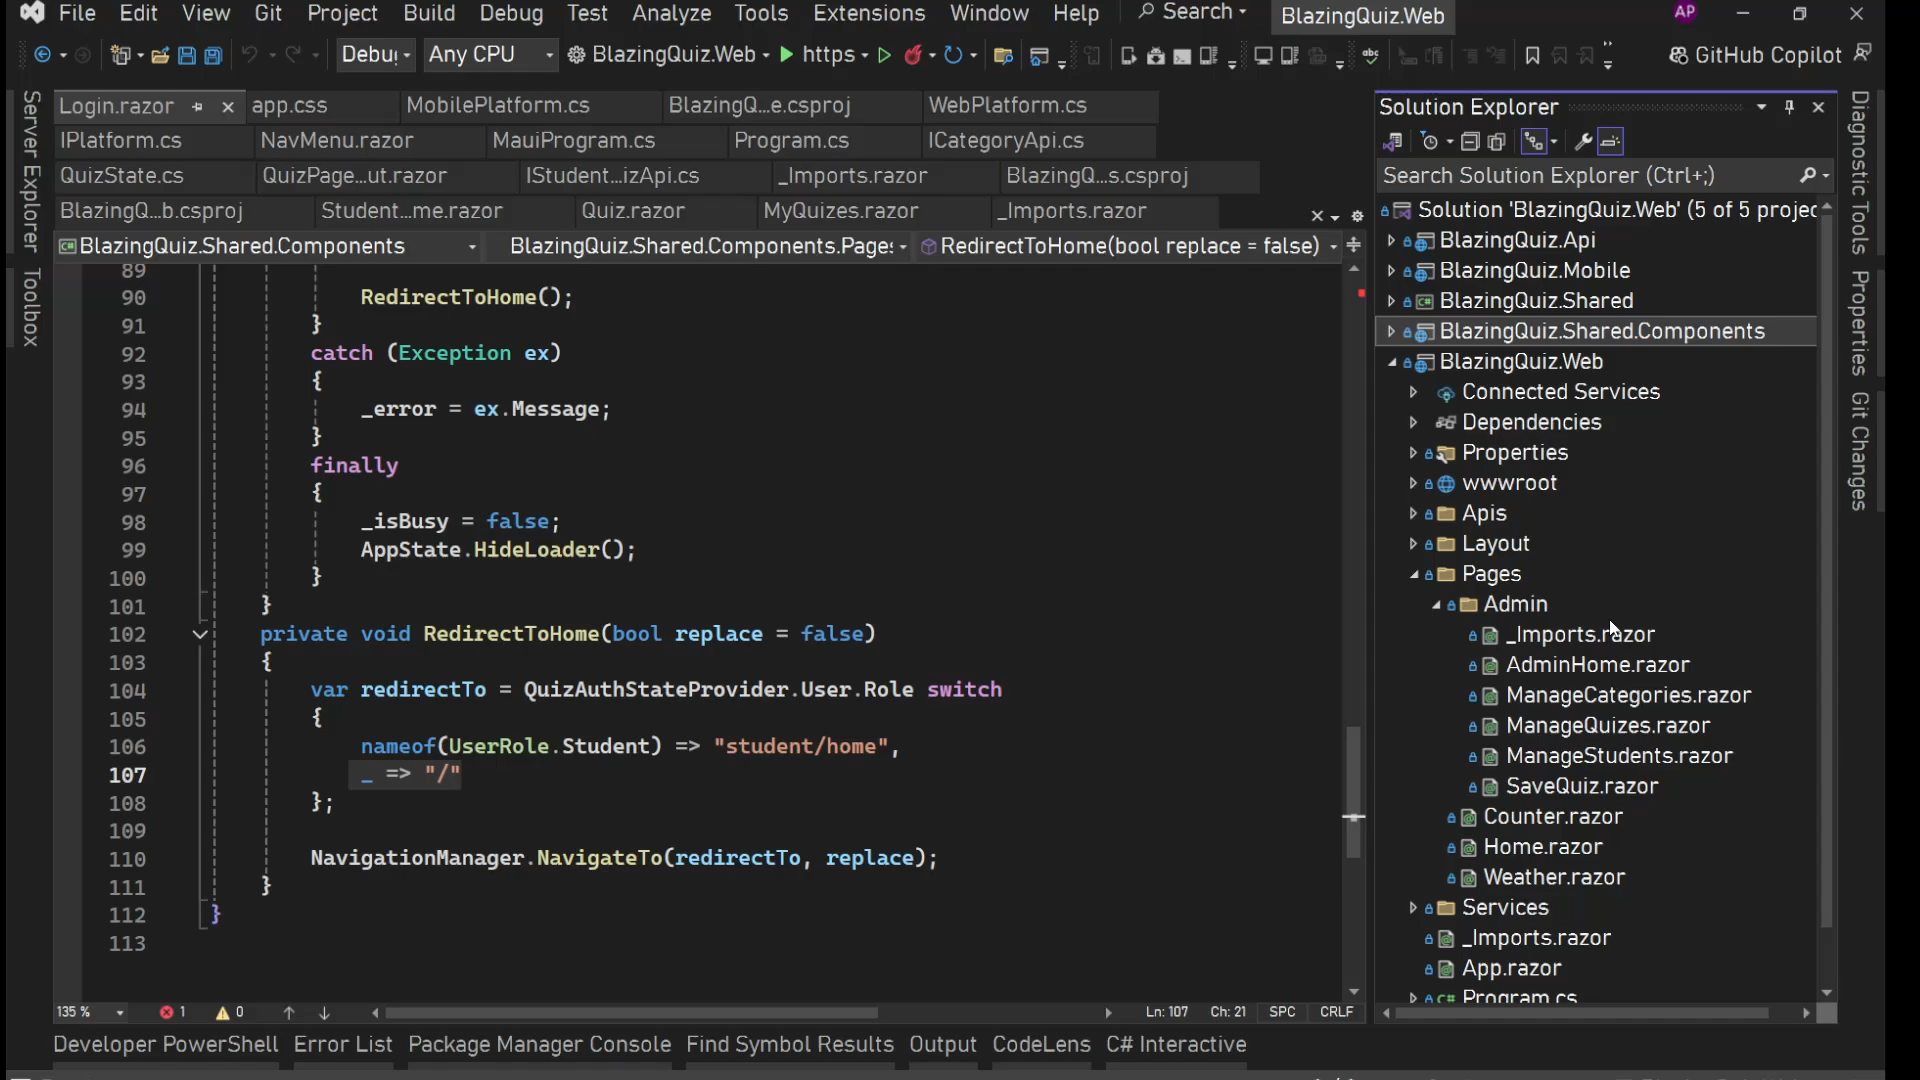 File Edit View Git Project Build Debug Test Analyze Tools Extensions Window Help Search BlazingQuiz.Web AP
Any CPU BlazingQuiz.Web https GitHub Copilot
Login.razor app.css MobilePlatform.cs BlazingQ...e.csproj WebPlatform.cs
IPlatform.cs NavMenu.razor MauiProgram.cs Program.cs ICategoryApi.cs
QuizState.cs QuizPage...ut.razor IStudent...izApi.cs _Imports.razor BlazingQ...s.csproj
BlazingQ...b.csproj Student...me.razor Quiz.razor MyQuizes.razor _Imports.razor
BlazingQuiz.Shared.Components BlazingQuiz.Shared.Components.Pages RedirectToHome(bool replace = false)
89
90 RedirectToHome();
91 }
92 catch (Exception ex)
93 {
94 _error = ex.Message;
95 }
96 finally
97 {
98 _isBusy = false;
99 AppState.HideLoader();
100 }
101 }
102 private void RedirectToHome(bool replace = false)
103 {
104 var redirectTo = QuizAuthStateProvider.User.Role switch
105 {
106 nameof(UserRole.Student) => "student/home",
107 _ => "/"
108 };
109
110 NavigationManager.NavigateTo(redirectTo, replace);
111 }
112 }
113
135 % 1 0 Ln: 107 Ch: 21 SPC CRLF
Developer PowerShell Error List Package Manager Console Find Symbol Results Output CodeLens C# Interactive
Server Explorer
Toolbox
Solution Explorer
Search Solution Explorer (Ctrl+;)
Solution 'BlazingQuiz.Web' (5 of 5 projec
BlazingQuiz.Api
BlazingQuiz.Mobile
BlazingQuiz.Shared
BlazingQuiz.Shared.Components
BlazingQuiz.Web
Connected Services
Dependencies
Properties
wwwroot
Apis
Layout
Pages
Admin
_Imports.razor
AdminHome.razor
ManageCategories.razor
ManageQuizes.razor
ManageStudents.razor
SaveQuiz.razor
Counter.razor
Home.razor
Weather.razor
Services
_Imports.razor
App.razor
Program.cs
Diagnostic Tools
Properties
Git Changes